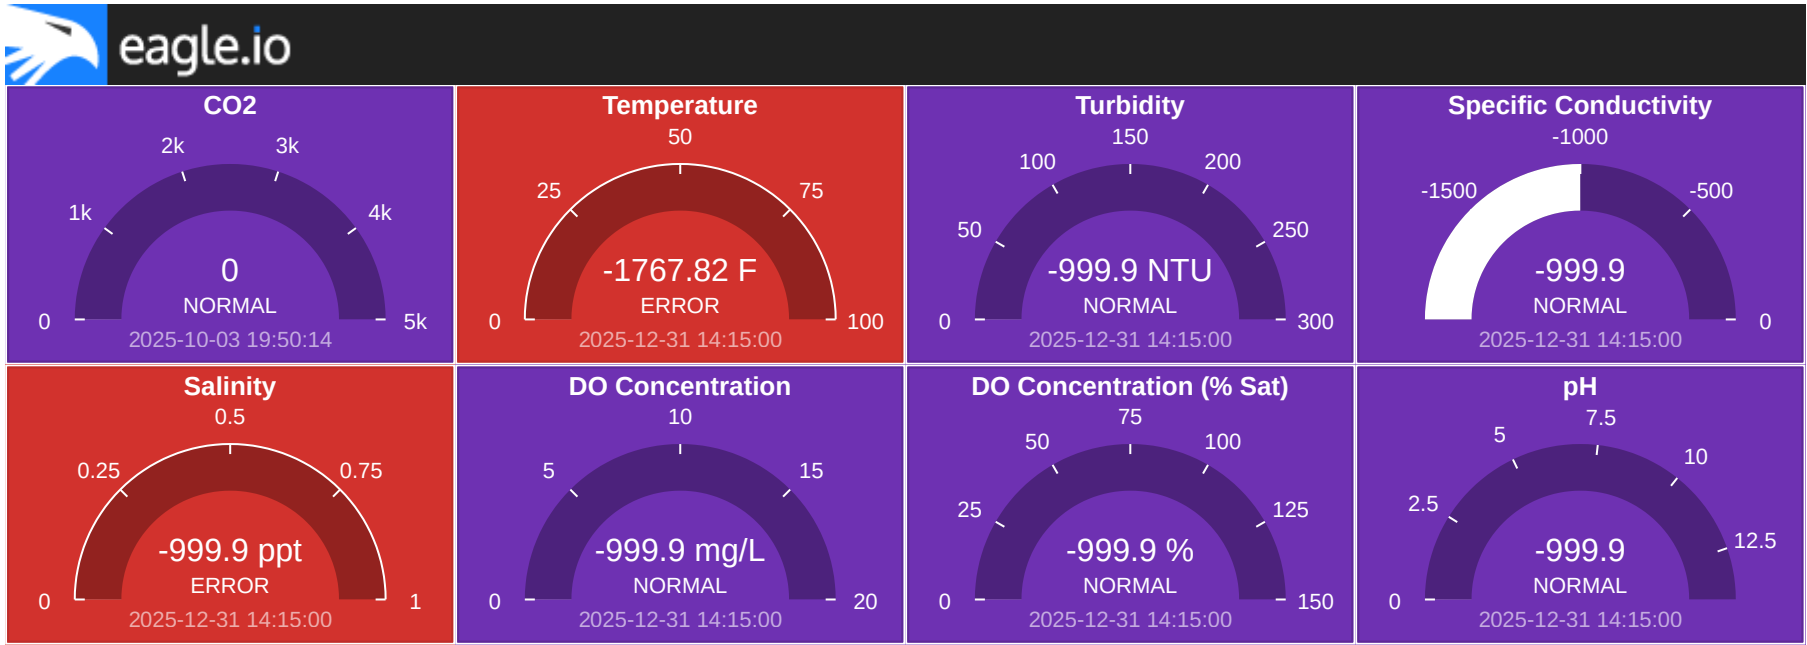 eagle.io
CO2
2k
3k
1k
4k
0
NORMAL
0
5k
2025-10-03 19:50:14
Temperature
50
25
75
-1767.82 F
ERROR
0
100
2025-12-31 14:15:00
Turbidity
150
100
200
50
250
-999.9 NTU
NORMAL
0
300
2025-12-31 14:15:00
Specific Conductivity
-1000
-1500
-500
-999.9
NORMAL
0
2025-12-31 14:15:00
Salinity
0.5
0.25
0.75
-999.9 ppt
ERROR
0
1
2025-12-31 14:15:00
DO Concentration
10
5
15
-999.9 mg/L
NORMAL
0
20
2025-12-31 14:15:00
DO Concentration (% Sat)
75
50
100
25
125
-999.9 %
NORMAL
0
150
2025-12-31 14:15:00
pH
7.5
5
10
2.5
12.5
-999.9
NORMAL
0
2025-12-31 14:15:00